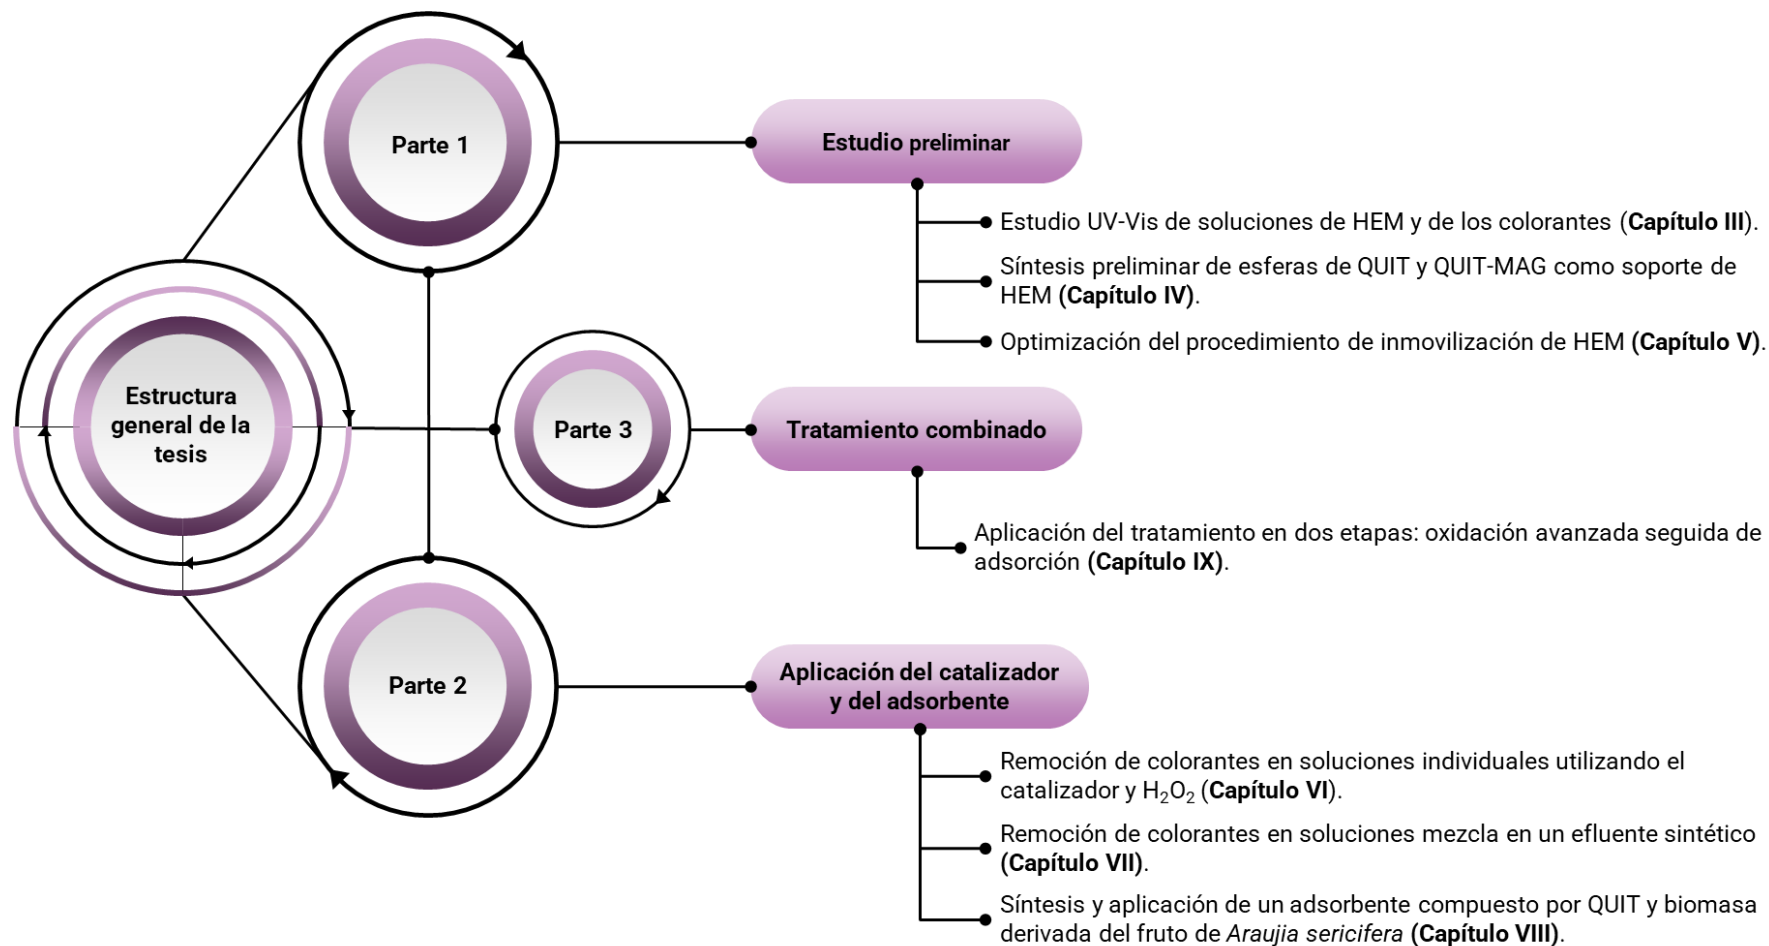 Estructura
general de la
tesis
Parte 1
Estudio preliminar
Estudio UV-Vis de soluciones de HEM y de los colorantes (Capítulo III).
Síntesis preliminar de esferas de QUIT y QUIT-MAG como soporte de
HEM (Capítulo IV).
Optimización del procedimiento de inmovilización de HEM (Capítulo V).
Parte 3
Tratamiento combinado
Aplicación del tratamiento en dos etapas: oxidación avanzada seguida de
adsorción (Capítulo IX).
Parte 2
Aplicación del catalizador
y del adsorbente
Remoción de colorantes en soluciones individuales utilizando el
catalizador y H₂O₂ (Capítulo VI).
Remoción de colorantes en soluciones mezcla en un efluente sintético
(Capítulo VII).
Síntesis y aplicación de un adsorbente compuesto por QUIT y biomasa
derivada del fruto de Araujia sericifera (Capítulo VIII).